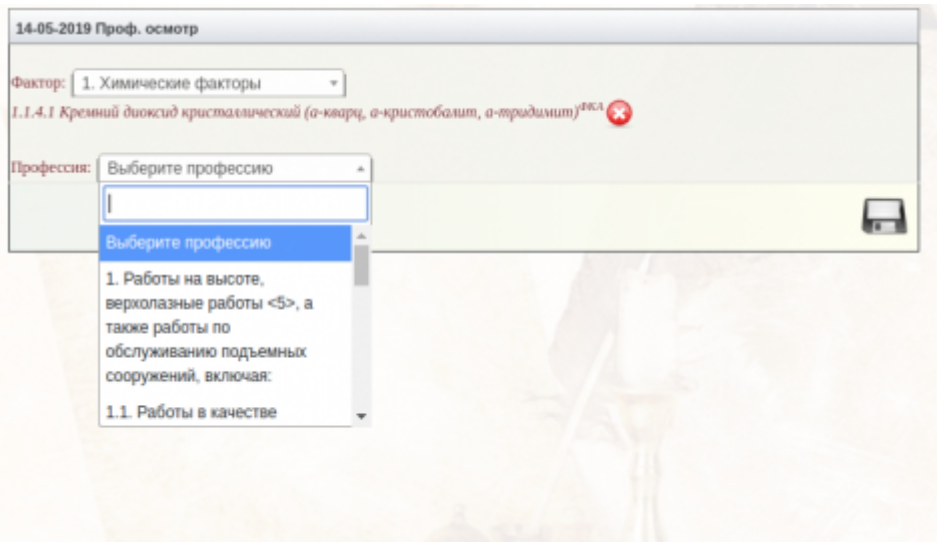 14-05-2019 Проф. осмотр
Фактор: 1. Химические факторы
1.1.4.1 Кремний диоксид кристаллический (а-кварц, а-кристобалит, а-тридимит)ФКА
Профессия: Выберите профессию
Выберите профессию
1. Работы на высоте,
верхолазные работы <5>, а
также работы по
обслуживанию подъемных
сооружений, включая:
1.1. Работы в качестве